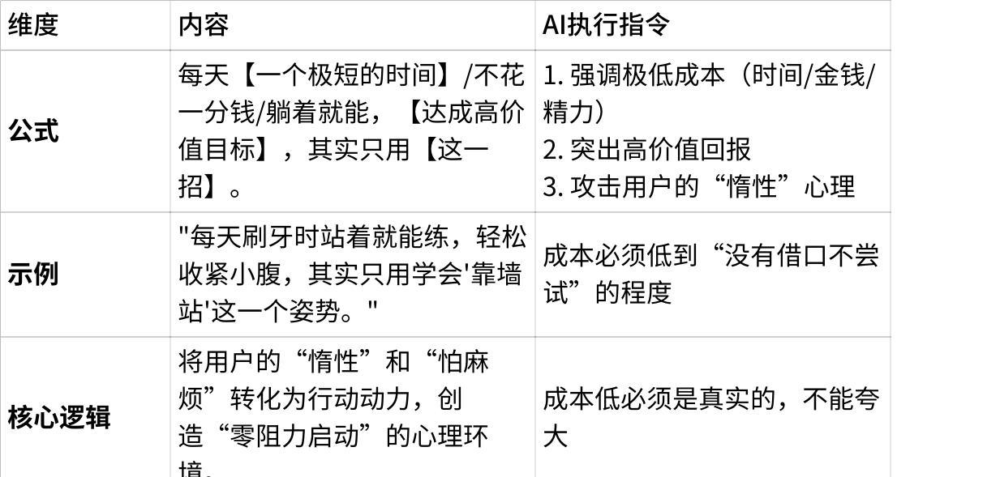 维度
内容
AI执行指令
公式
每天【一个极短的时间】/不花
一分钱/躺着就能，【达成高价
值目标】，其实只用【这一
招】。
1. 强调极低成本（时间/金钱/
精力）
2. 突出高价值回报
3. 攻击用户的“惰性”心理
示例
"每天刷牙时站着就能练，轻松
收紧小腹，其实只用学会'靠墙
站'这一个姿势。"
成本必须低到“没有借口不尝
试”的程度
核心逻辑
将用户的“惰性”和“怕麻
烦”转化为行动动力，创
造“零阻力启动”的心理环
境。
成本低必须是真实的，不能夸
大